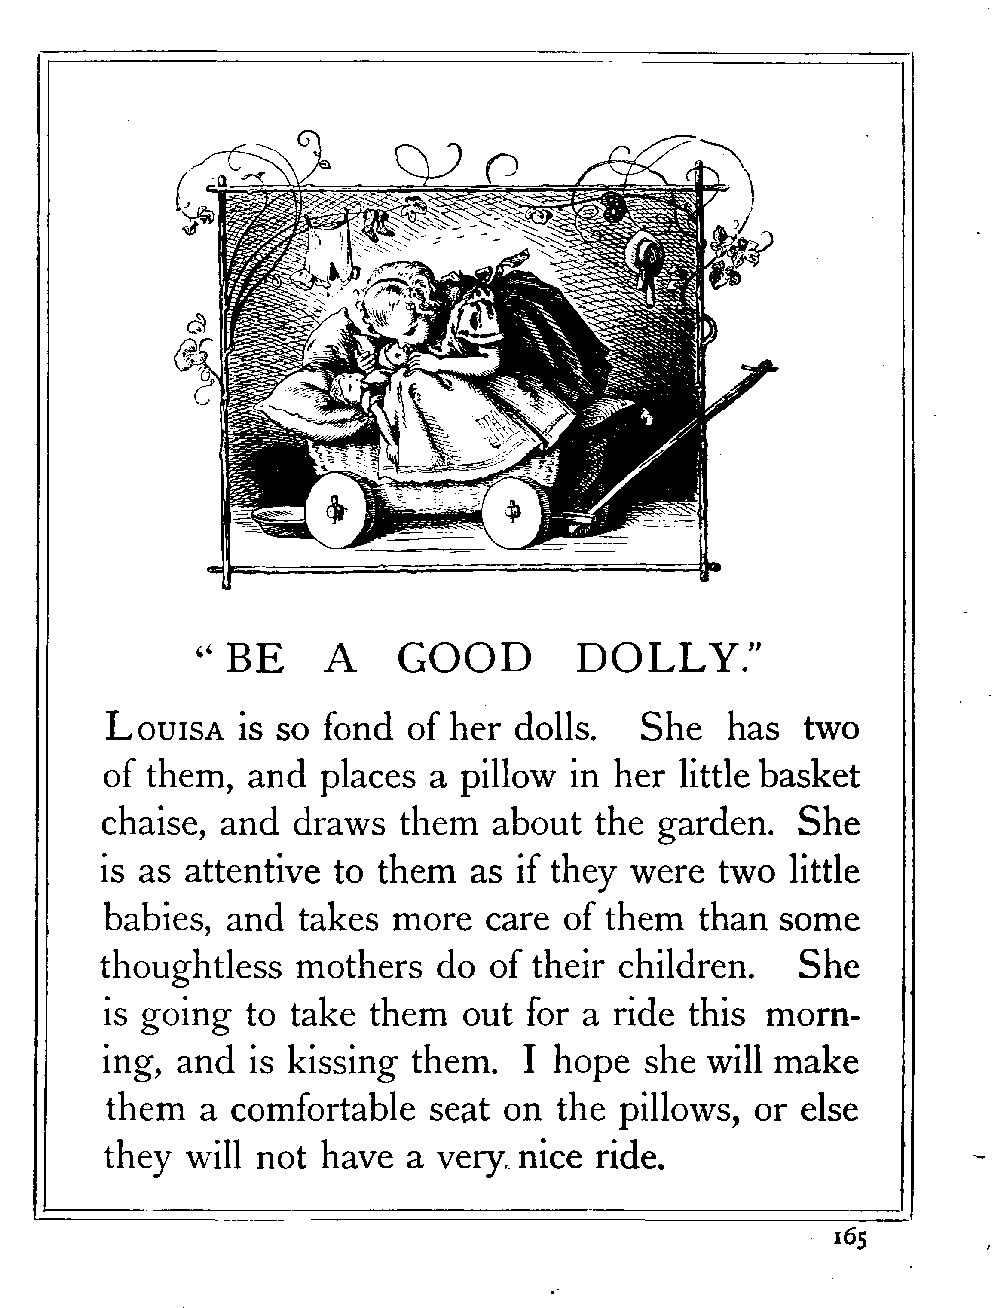 “BE A GOOD DOLLY.”
LOUISA is so fond of her dolls. She has two
of them, and places a pillow in her little basket
chaise, and draws them about the garden. She
is as attentive to them as if they were two little
babies, and takes more care of them than some
thoughtless mothers do of their children. She
is going to take them out for a ride this morn-
ing, and is kissing them. I hope she will make
them a comfortable seat on the pillows, or else
they will not have a very nice ride.
165